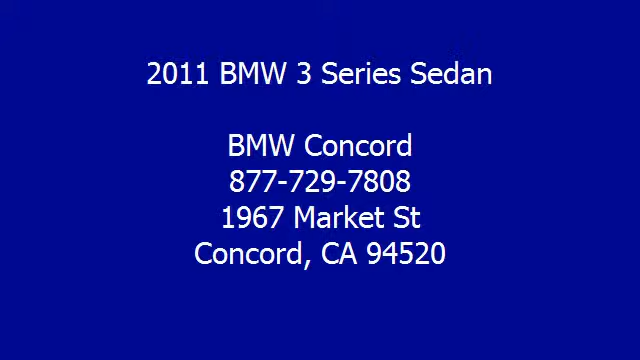 2011 BMW 3 Series Sedan
BMW Concord
877-729-7808
1967 Market St
Concord, CA 94520